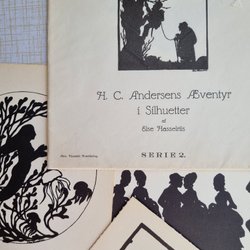 H. C. Andersens Æventyr
i Silhuetter
af
Else Hasselriis
SERIE 2.